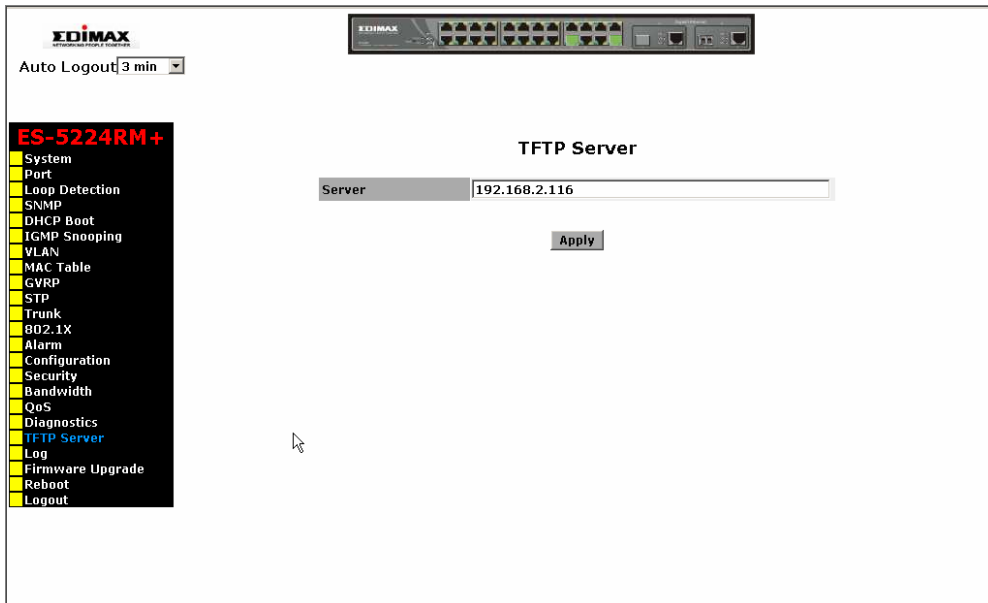 EDIMAX
NETWORKING PEOPLE TOGETHER
EDIMAX
Auto Logout 3 min
ES-5224RM+
System
Port
Loop Detection
SNMP
DHCP Boot
IGMP Snooping
VLAN
MAC Table
GVRP
STP
Trunk
802.1X
Alarm
Configuration
Security
Bandwidth
QoS
Diagnostics
TFTP Server
Log
Firmware Upgrade
Reboot
Logout
TFTP Server
Server 192.168.2.116
Apply